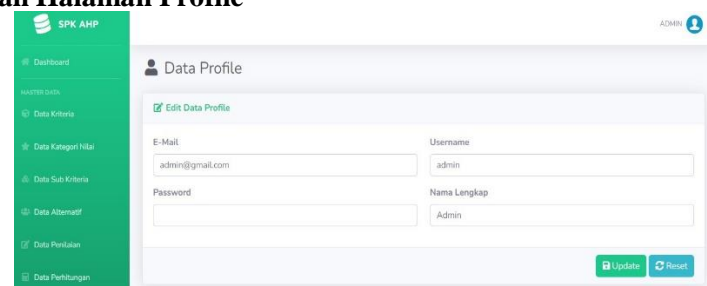 an Halaman Profile
SPK AHP
ADMIN
Dashboard
Data Profile
MASTER DATA
Edit Data Profile
Data Kriteria
E-Mail
Username
Data Kategori Nilai
admin@gmail.com
admin
Data Sub Kriteria
Password
Nama Lengkap
Data Alternatif
Admin
Data Penilaian
Update
Reset
Data Perhitungan